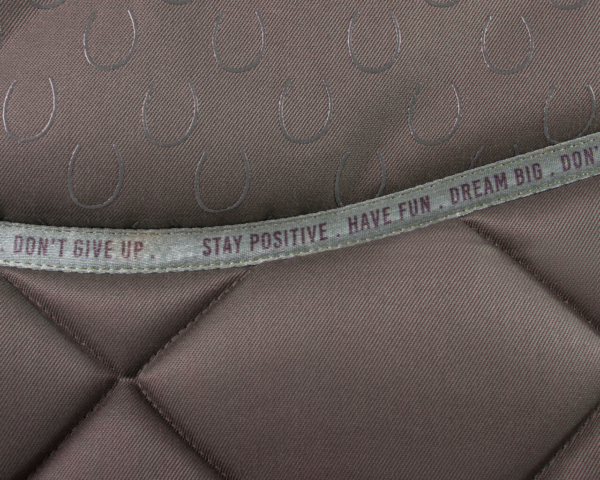 DON'T GIVE UP . STAY POSITIVE . HAVE FUN . DREAM BIG . DON'